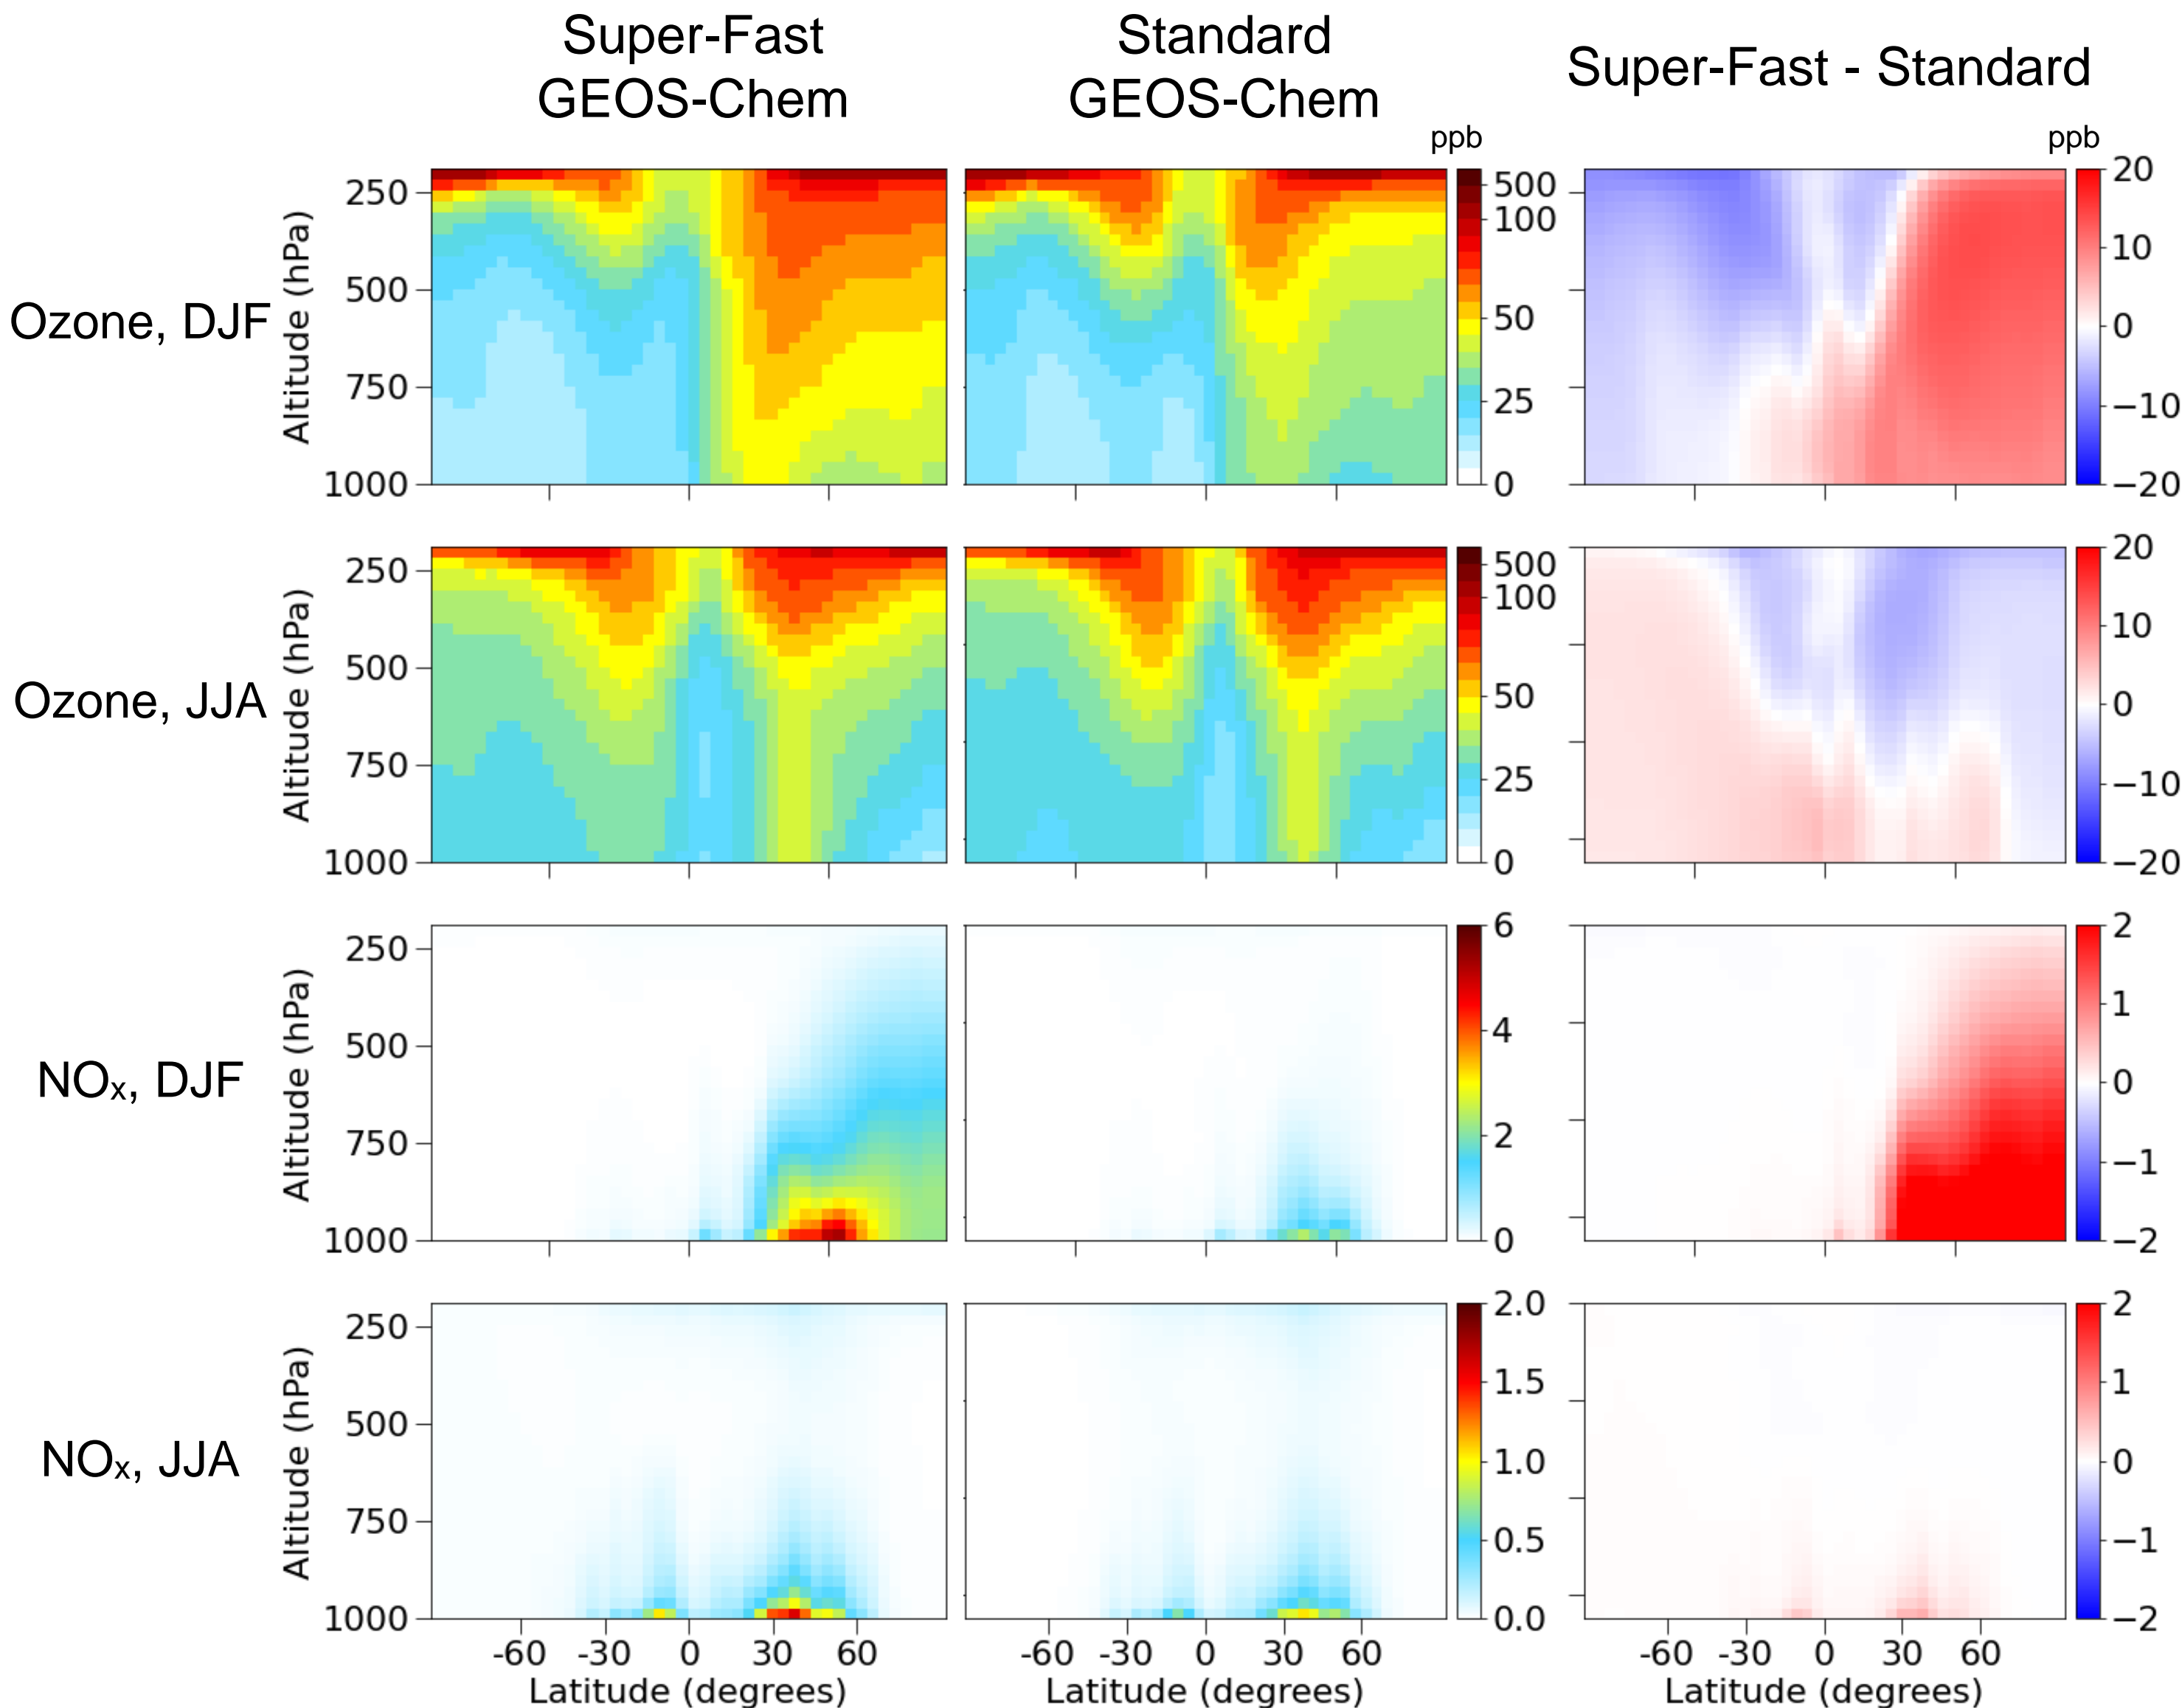 Super-Fast
GEOS-Chem
Standard
GEOS-Chem
Super-Fast - Standard
ppb
ppb
Ozone, DJF
Altitude (hPa)
250
500
750
1000
500
100
50
25
0
20
10
0
−10
−20
Ozone, JJA
Altitude (hPa)
250
500
750
1000
500
100
50
25
0
20
10
0
−10
−20
NOx, DJF
Altitude (hPa)
250
500
750
1000
6
4
2
0
2
1
0
−1
−2
NOx, JJA
Altitude (hPa)
250
500
750
1000
2.0
1.5
1.0
0.5
0.0
2
1
0
−1
−2
-60 -30 0 30 60
-60 -30 0 30 60
-60 -30 0 30 60
Latitude (degrees)
Latitude (degrees)
Latitude (degrees)